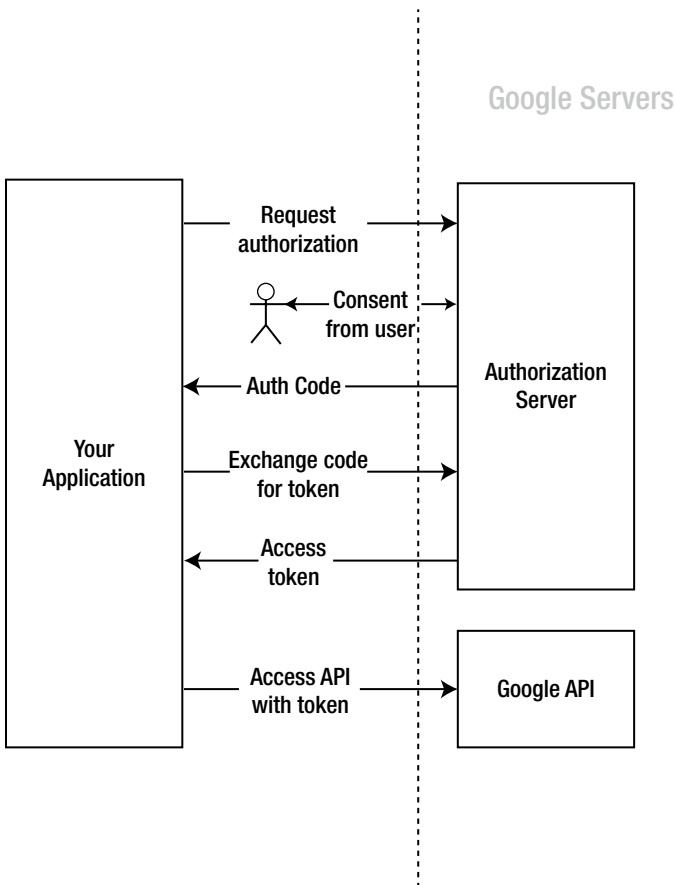 Google Servers
Request
authorization
Consent
from user
Auth Code
Authorization
Server
Your
Application
Exchange code
for token
Access
token
Access API
with token
Google API